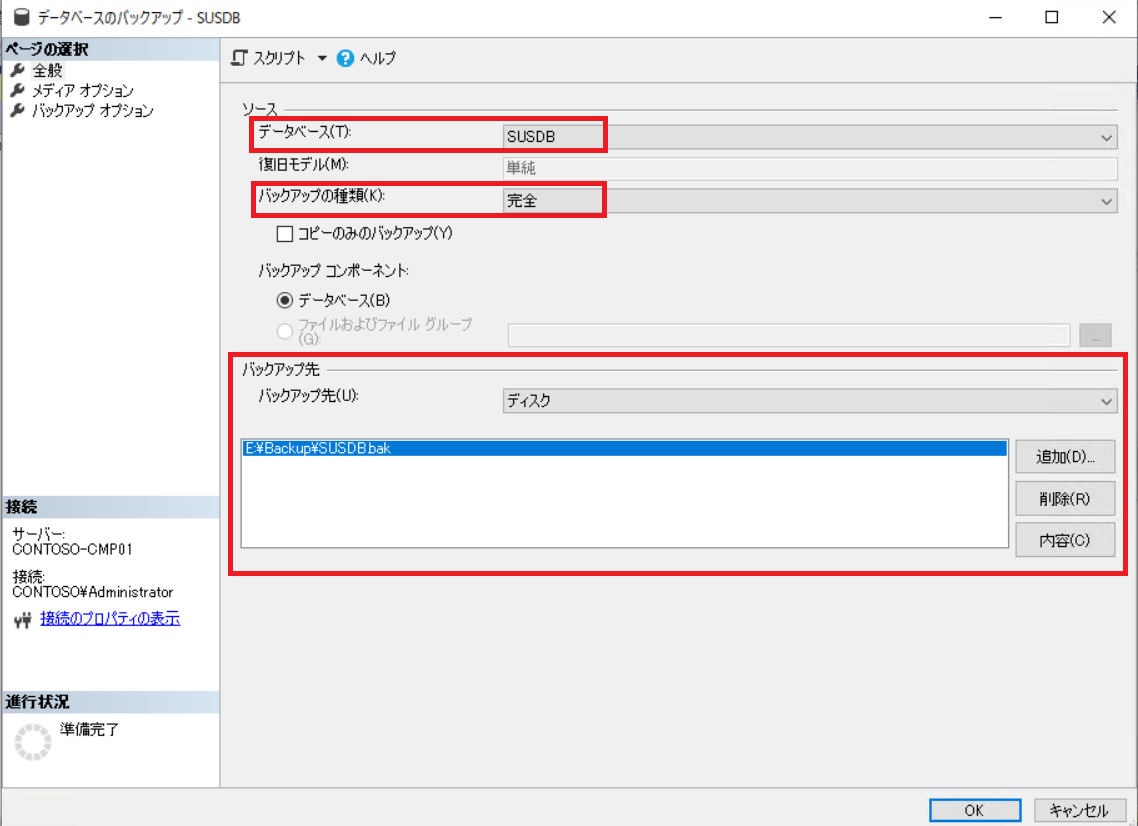 データベースのバックアップ - SUSDB
ページの選択
全般
メディア オプション
バックアップ オプション
スクリプト
ヘルプ
ソース
データベース(T):
SUSDB
復旧モデル(M):
単純
バックアップの種類(K):
完全
コピーのみのバックアップ(Y)
バックアップ コンポーネント:
データベース(B)
ファイルおよびファイル グループ
(G):
...
バックアップ先
バックアップ先(U):
ディスク
E:¥Backup¥SUSDB.bak
追加(D)...
削除(R)
内容(C)
接続
サーバー:
CONTOSO-CMP01
接続:
CONTOSO¥Administrator
接続のプロパティの表示
進行状況
準備完了
OK
キャンセル